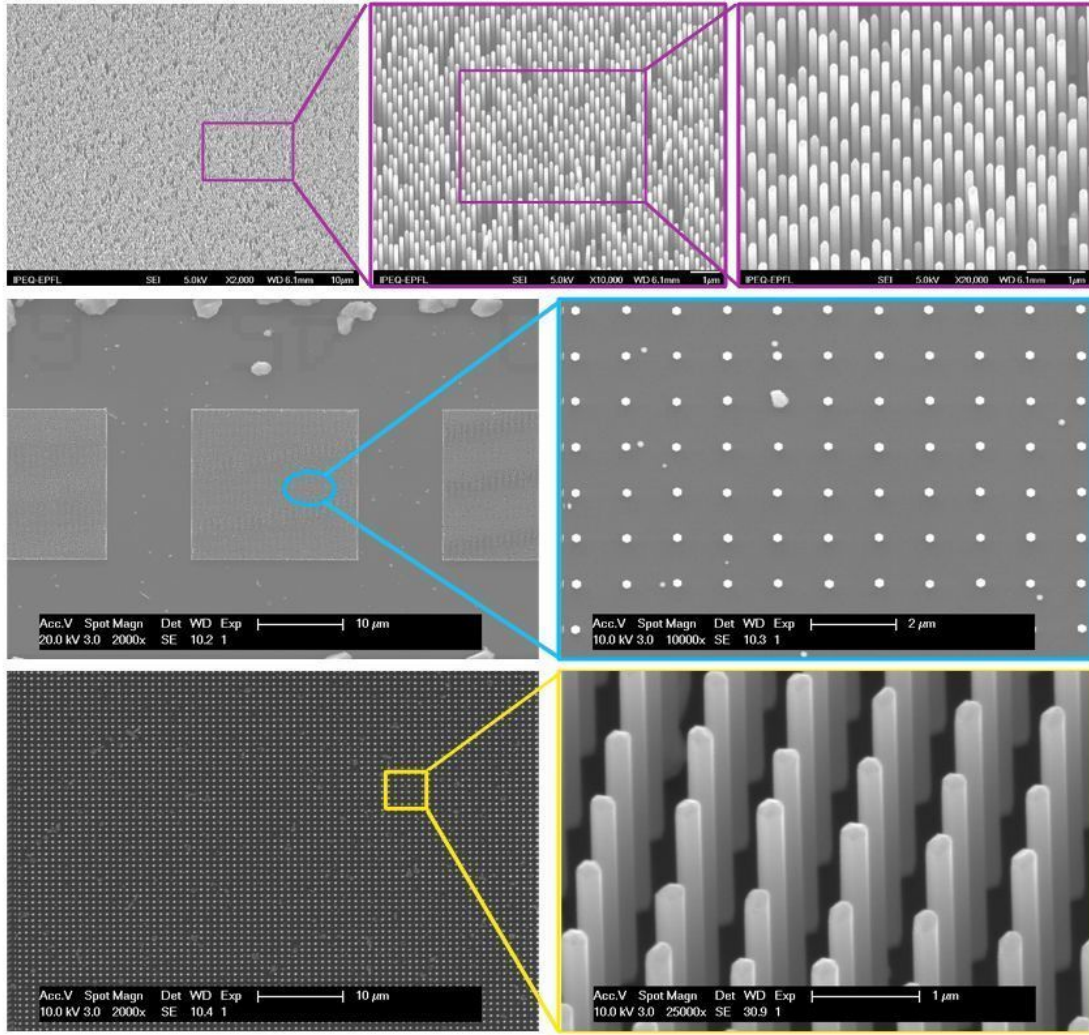 IPEQ-EPFL SEI 5.0kV X2,000 WD 6.1mm 10µm
IPEQ-EPFL SEI 5.0kV X10,000 WD 6.1mm 1µm
IPEQ-EPFL SEI 5.0kV X20,000 WD 6.1mm 1µm
Acc.V Spot Magn Det WD Exp
20.0 kV 3.0 2000x SE 10.2 1
10 µm
Acc.V Spot Magn Det WD Exp
10.0 kV 3.0 10000x SE 10.3 1
2 µm
Acc.V Spot Magn Det WD Exp
10.0 kV 3.0 2000x SE 10.4 1
10 µm
Acc.V Spot Magn Det WD Exp
10.0 kV 3.0 25000x SE 30.9 1
1 µm